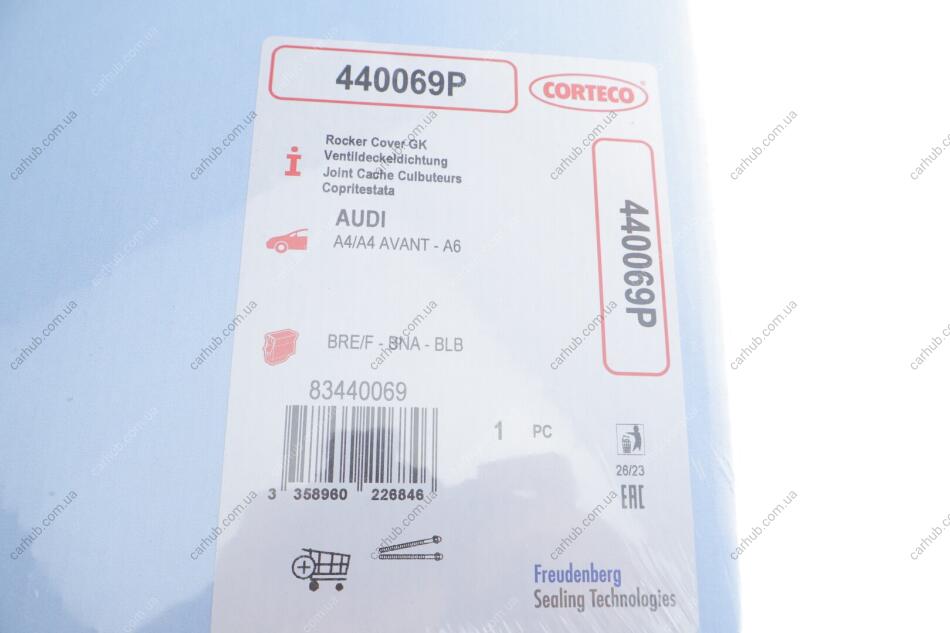 440069P
CORTECO
Rocker Cover GK
Ventildeckeldichtung
Joint Cache Culbuteurs
Copritestata
440069P
AUDI
A4/A4 AVANT - A6
BRE/F - BNA - BLB
83440069
1 PC
3 358960 226846
26/23
EAC
Freudenberg
Sealing Technologies
carhub.com.ua